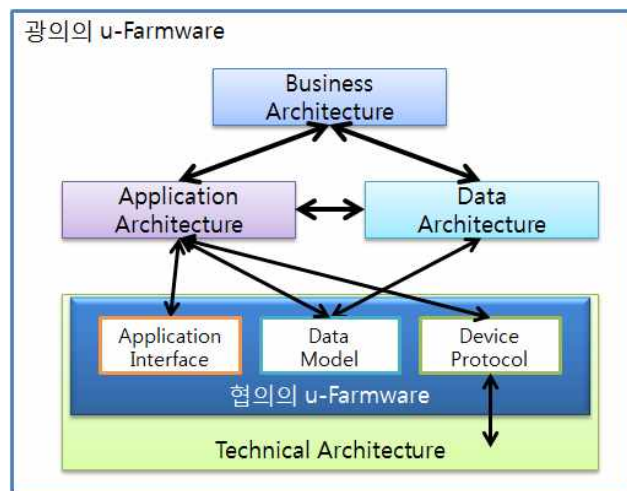 광의의 u-Farmware
Business
Architecture
Application
Architecture
Data
Architecture
Application
Interface
Data
Model
Device
Protocol
협의의 u-Farmware
Technical Architecture